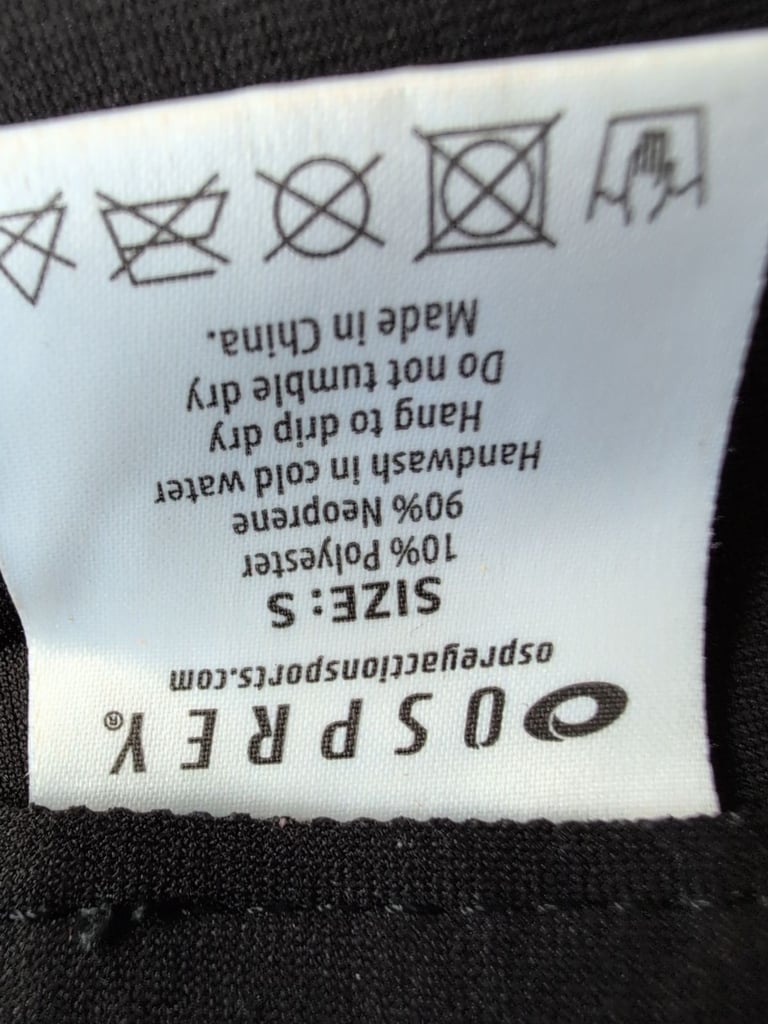 OSPREY®
ospreyactionsports.com
SIZE: S
10% Polyester
90% Neoprene
Handwash in cold water
Hang to drip dry
Do not tumble dry
Made in China.